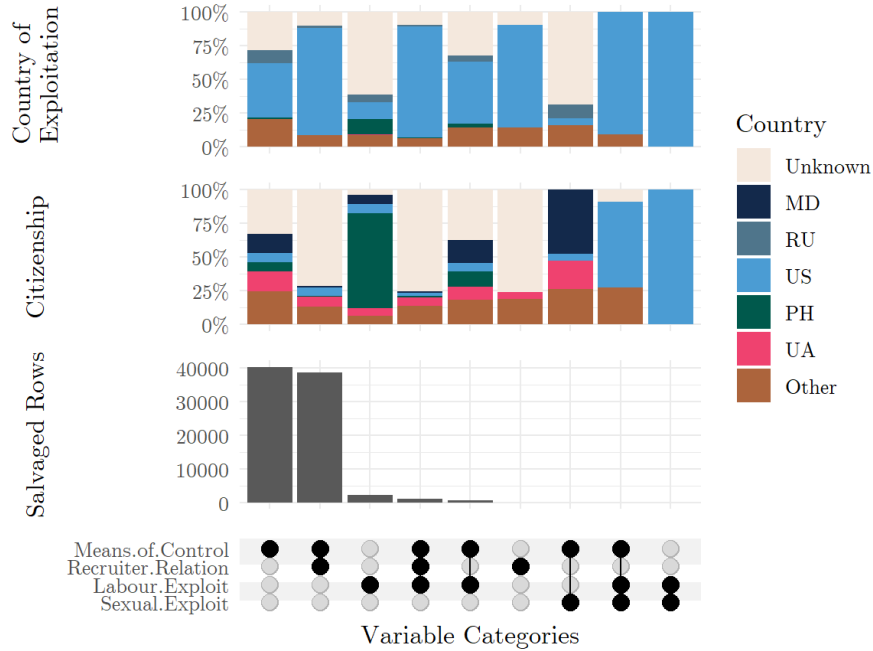 Country of
Exploitation
100%
75%
50%
25%
0%
Citizenship
100%
75%
50%
25%
0%
Salvaged Rows
40000
30000
20000
10000
0
Means.of.Control
Recruiter.Relation
Labour.Exploit
Sexual.Exploit
Variable Categories
Country
Unknown
MD
RU
US
PH
UA
Other